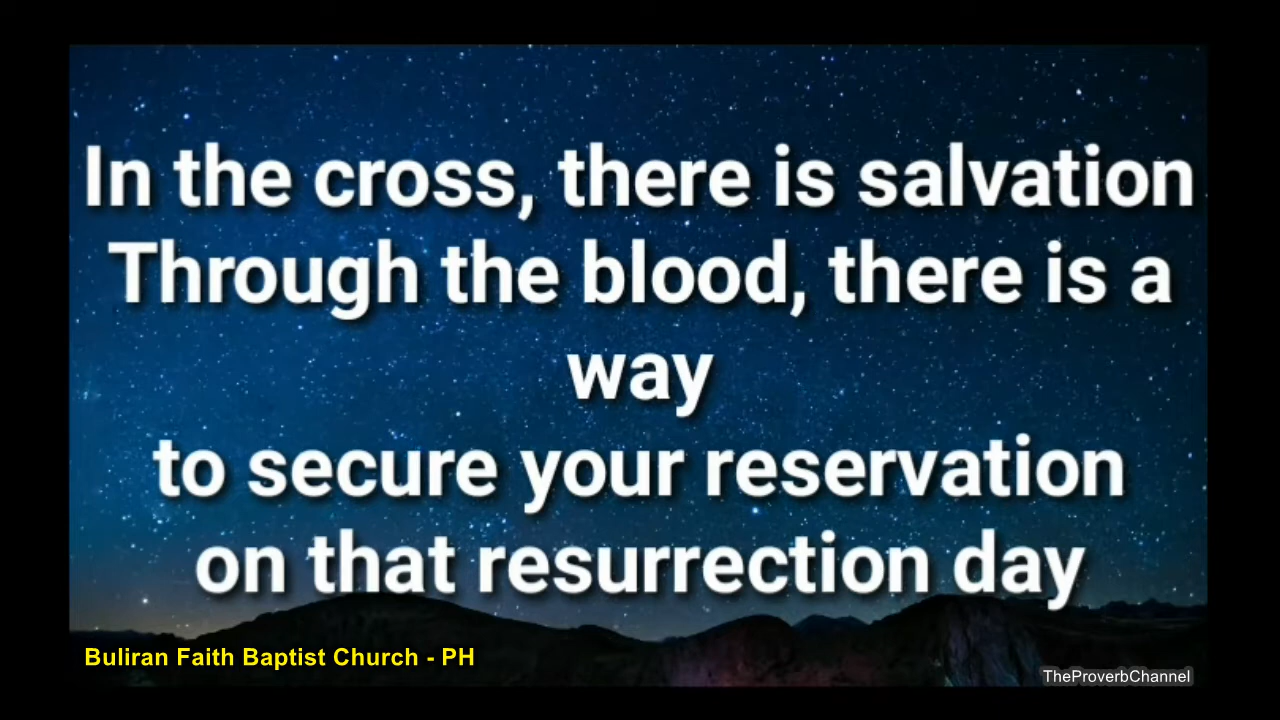 In the cross, there is salvation
Through the blood, there is a
way
to secure your reservation
on that resurrection day
Buliran Faith Baptist Church - PH
TheProverbChannel